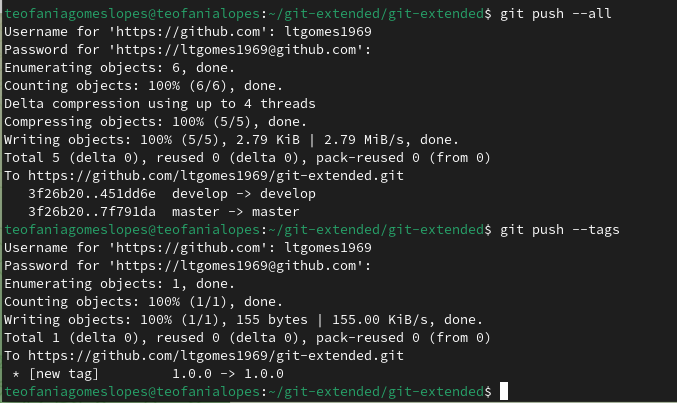 teofaniagomeslopes@teofanialopes:~/git-extended/git-extended$ git push --all
Username for 'https://github.com': ltgomes1969
Password for 'https://ltgomes1969@github.com':
Enumerating objects: 6, done.
Counting objects: 100% (6/6), done.
Delta compression using up to 4 threads
Compressing objects: 100% (5/5), done.
Writing objects: 100% (5/5), 2.79 KiB | 2.79 MiB/s, done.
Total 5 (delta 0), reused 0 (delta 0), pack-reused 0 (from 0)
To https://github.com/ltgomes1969/git-extended.git
   3f26b20..451dd6e  develop -> develop
   3f26b20..7f791da  master -> master
teofaniagomeslopes@teofanialopes:~/git-extended/git-extended$ git push --tags
Username for 'https://github.com': ltgomes1969
Password for 'https://ltgomes1969@github.com':
Enumerating objects: 1, done.
Counting objects: 100% (1/1), done.
Writing objects: 100% (1/1), 155 bytes | 155.00 KiB/s, done.
Total 1 (delta 0), reused 0 (delta 0), pack-reused 0 (from 0)
To https://github.com/ltgomes1969/git-extended.git
 * [new tag]         1.0.0 -> 1.0.0
teofaniagomeslopes@teofanialopes:~/git-extended/git-extended$